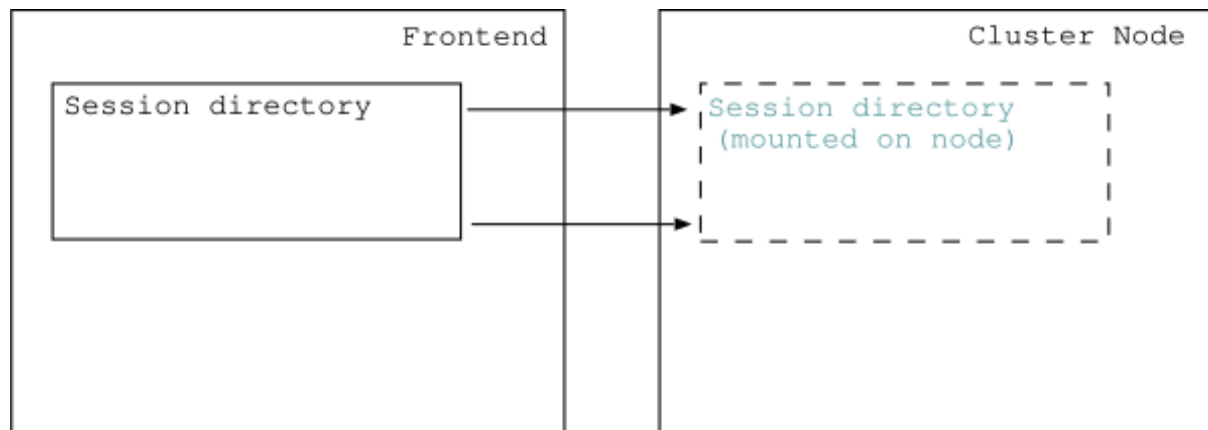 Frontend
Session directory
Cluster Node
Session directory
(mounted on node)